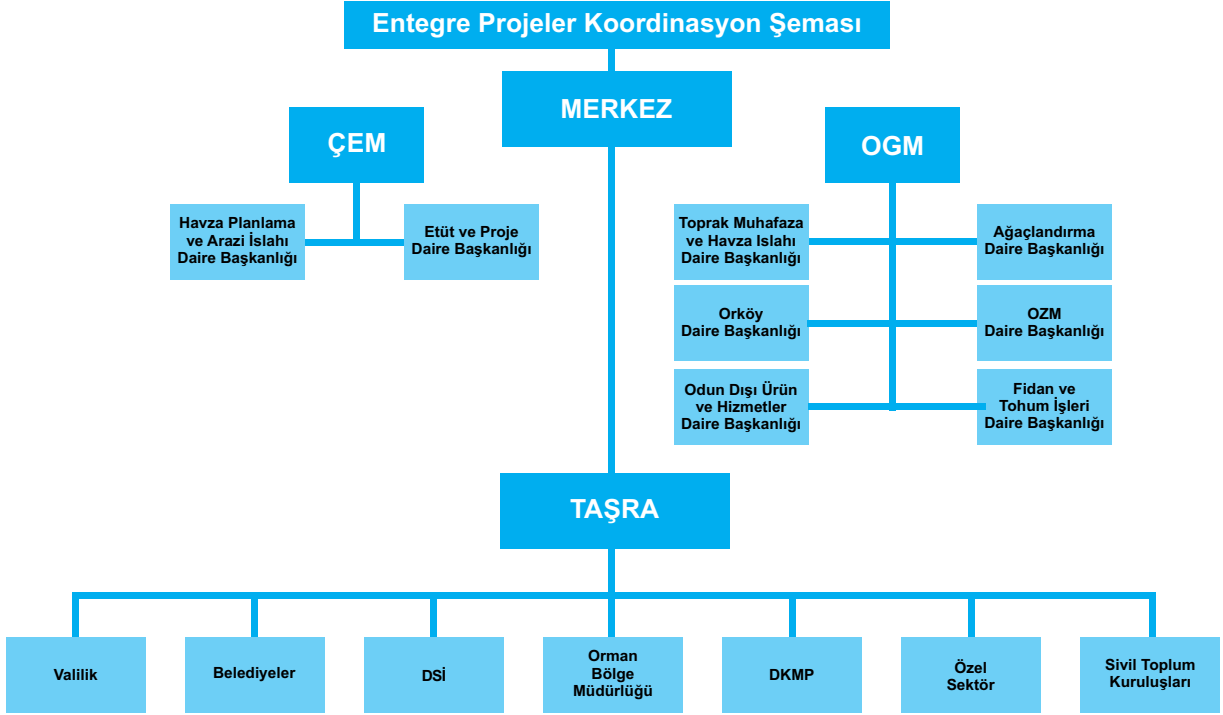 Entegre Projeler Koordinasyon Şeması
MERKEZ
ÇEM
Havza Planlama
ve Arazi İslahı
Daire Başkanlığı
Etüt ve Proje
Daire Başkanlığı
OGM
Toprak Muhafaza
ve Havza Islahı
Daire Başkanlığı
Ağaçlandırma
Daire Başkanlığı
Orköy
Daire Başkanlığı
OZM
Daire Başkanlığı
Odun Dışı Ürün
ve Hizmetler
Daire Başkanlığı
Fidan ve
Tohum İşleri
Daire Başkanlığı
TAŞRA
Valilik
Belediyeler
DSİ
Orman
Bölge
Müdürlüğü
DKMP
Özel
Sektör
Sivil Toplum
Kuruluşları